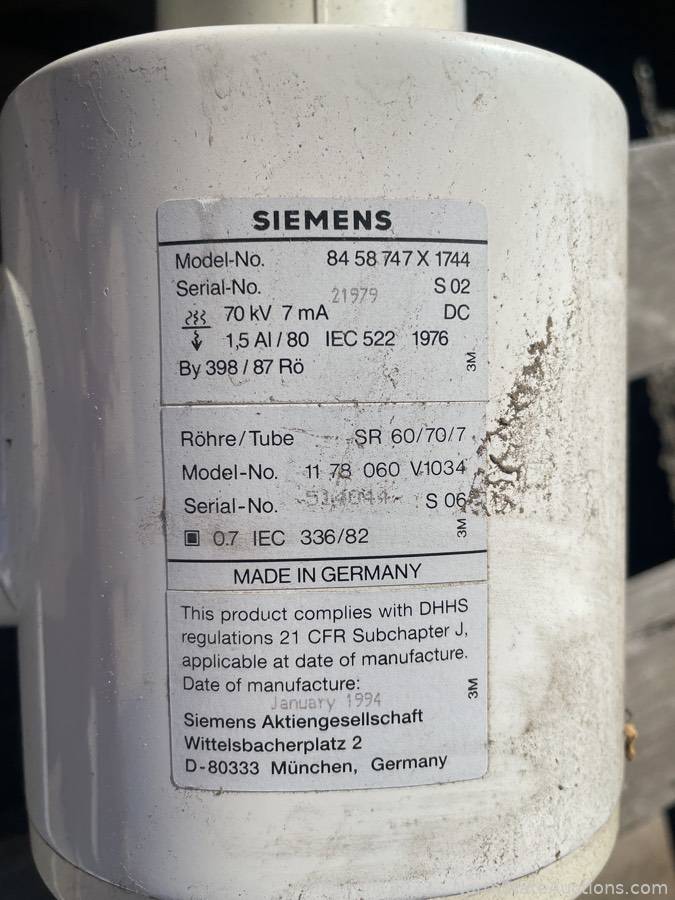 SIEMENS
Model-No. 84 58 747 X 1744
Serial-No. 21979 S 02
70 kV 7 mA DC
1,5 Al / 80 IEC 522 1976
By 398 / 87 Rö
3M
Röhre/Tube SR 60/70/7
Model-No. 11 78 060 V1034
Serial-No. S 06
0.7 IEC 336/82
3M
MADE IN GERMANY
This product complies with DHHS
regulations 21 CFR Subchapter J,
applicable at date of manufacture.
Date of manufacture:
January 1994
3M
Siemens Aktiengesellschaft
Wittelsbacherplatz 2
D-80333 München, Germany